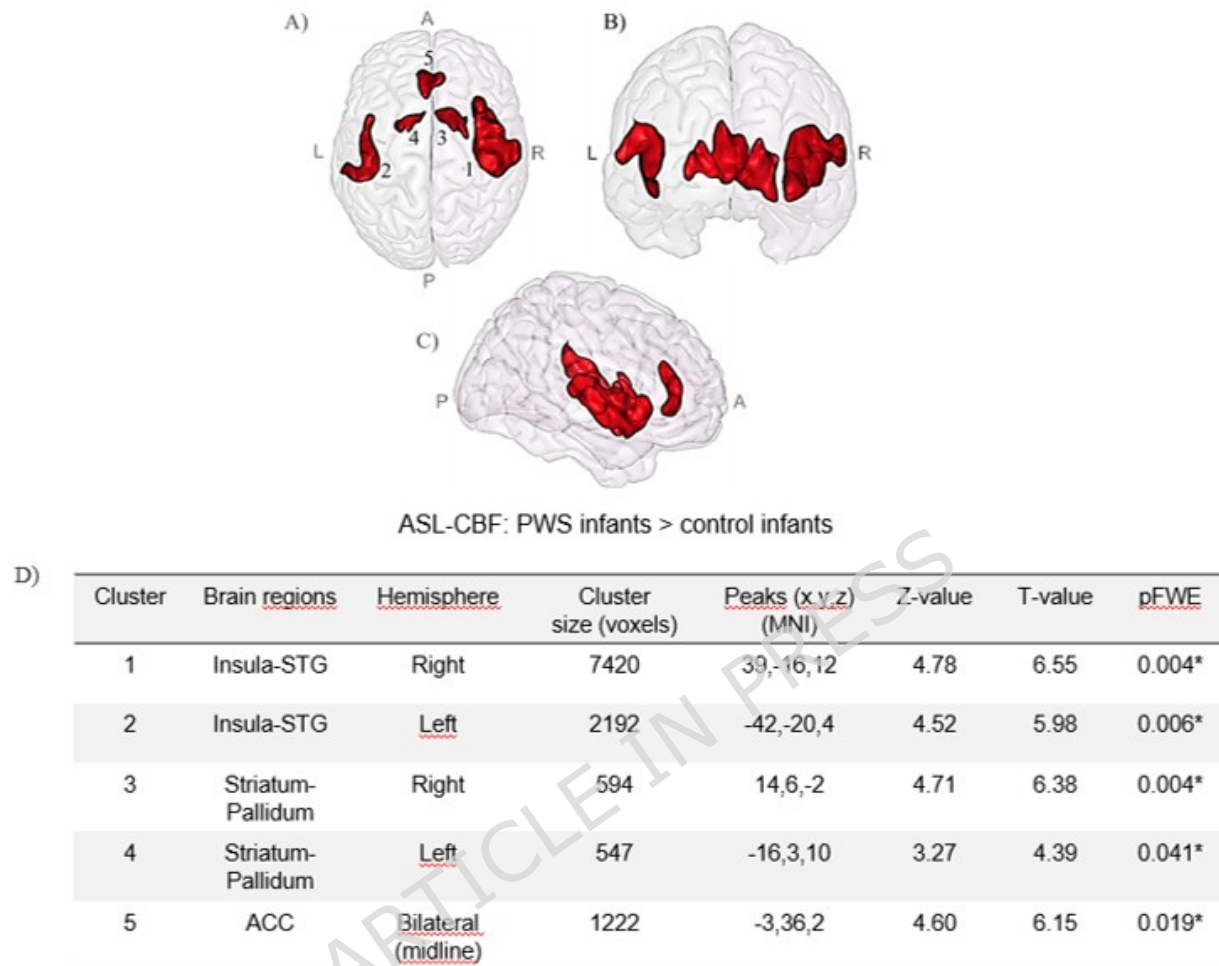 A)
A
5
4
3
L
R
2
1
P
B)
L
R
C)
P
A
ASL-CBF: PWS infants > control infants
D)
Cluster Brain regions Hemisphere Cluster size (voxels) Peaks (x,y,z) (MNI) Z-value T-value pFWE
1 Insula-STG Right 7420 39,-16,12 4.78 6.55 0.004*
2 Insula-STG Left 2192 -42,-20,4 4.52 5.98 0.006*
3 Striatum-Pallidum Right 594 14,6,-2 4.71 6.38 0.004*
4 Striatum-Pallidum Left 547 -16,3,10 3.27 4.39 0.041*
5 ACC Bilateral (midline) 1222 -3,36,2 4.60 6.15 0.019*
ARTICLE IN PRESS